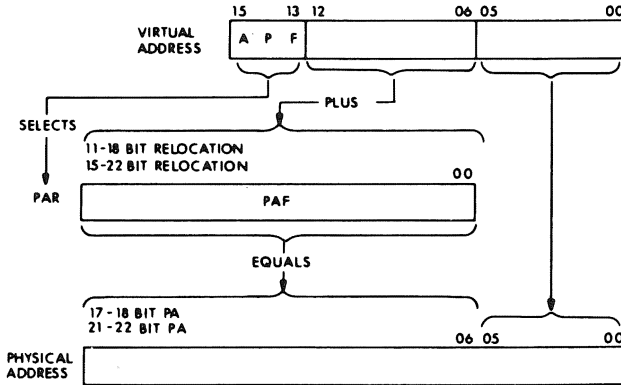 15 13 12 06 05 00
VIRTUAL
ADDRESS
A P F
PLUS
SELECTS
11-18 BIT RELOCATION
15-22 BIT RELOCATION
00
PAR
PAF
EQUALS
17-18 BIT PA
21-22 BIT PA
06 05 00
PHYSICAL
ADDRESS